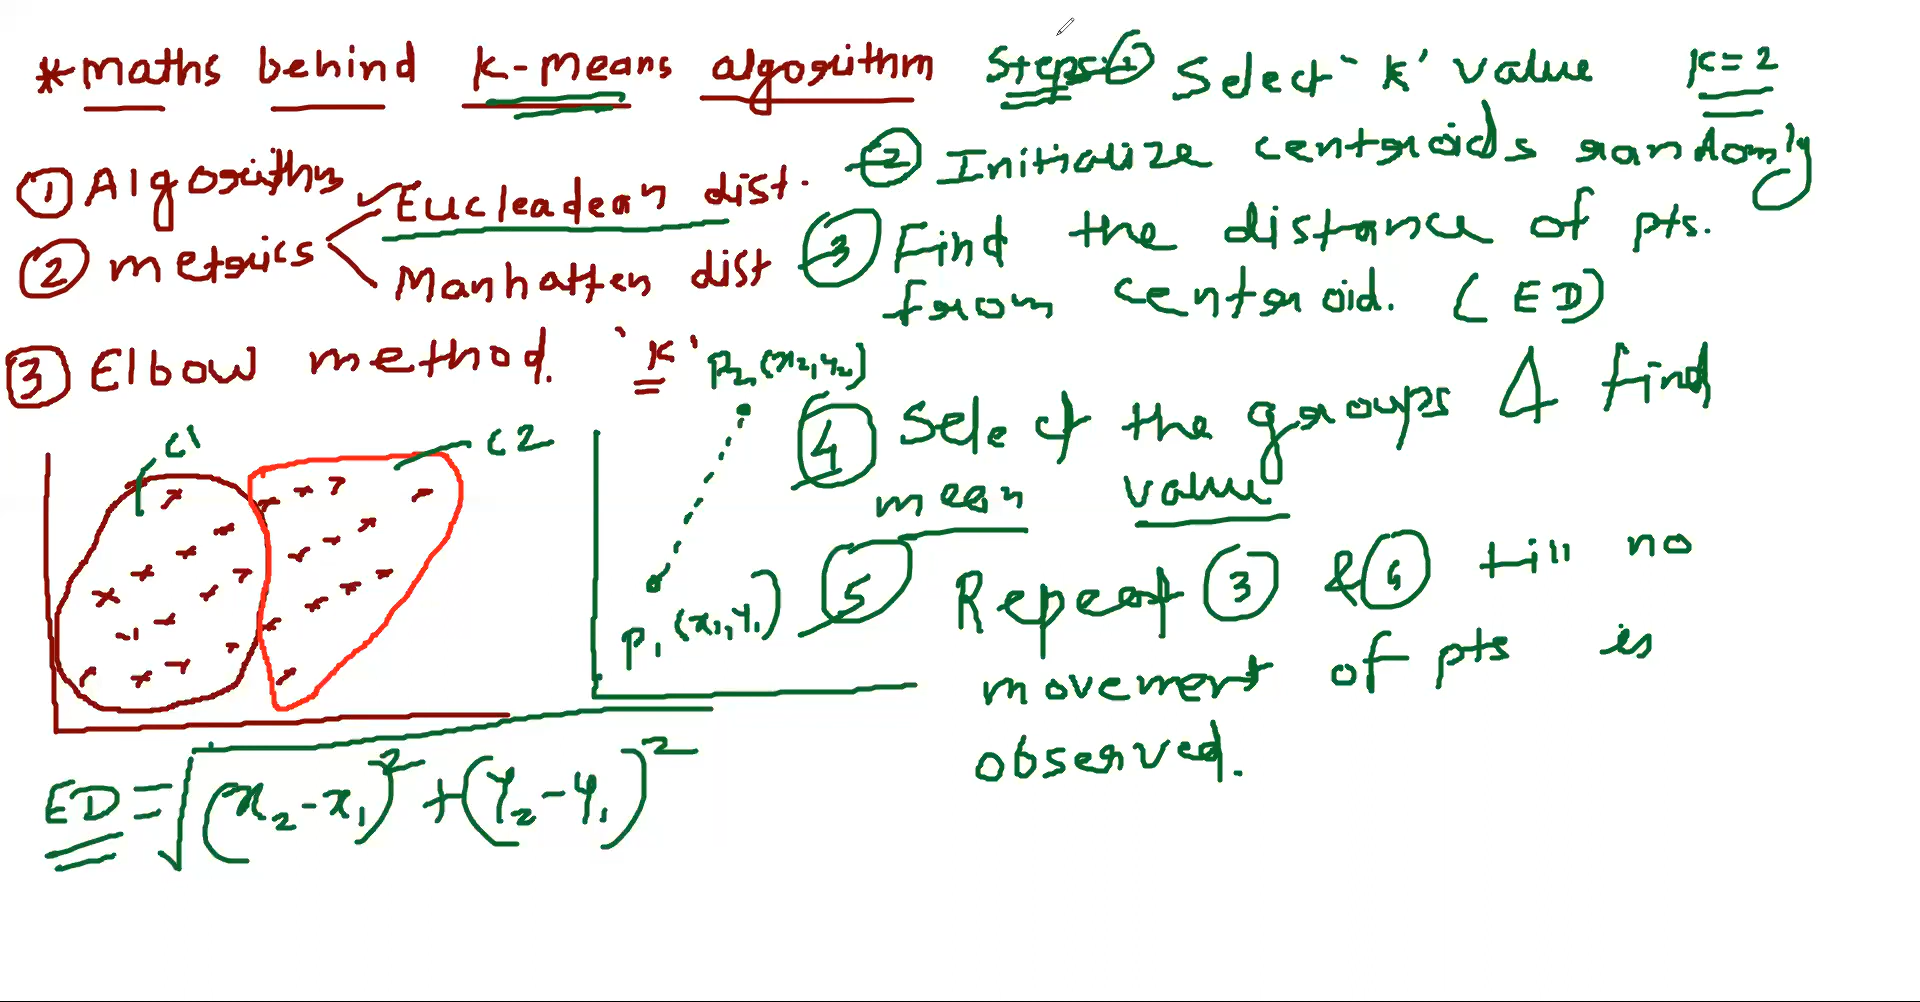 * maths behind k-means algorithm
① Algorithm
② metrics
Eucleadean dist.
Manhatten dist
③ Elbow method. 'K'
C1
C2
P2 (x2, y2)
P1 (x1, y1)
ED = √(x2 - x1)² + (y2 - y1)²
Steps:- ① Select 'k' value K=2
② Initialize centroids randomly
③ Find the distance of pts.
from centroid. (ED)
④ Select the groups & find
mean value
⑤ Repeat ③ & ④ till no
movement of pts is
observed.